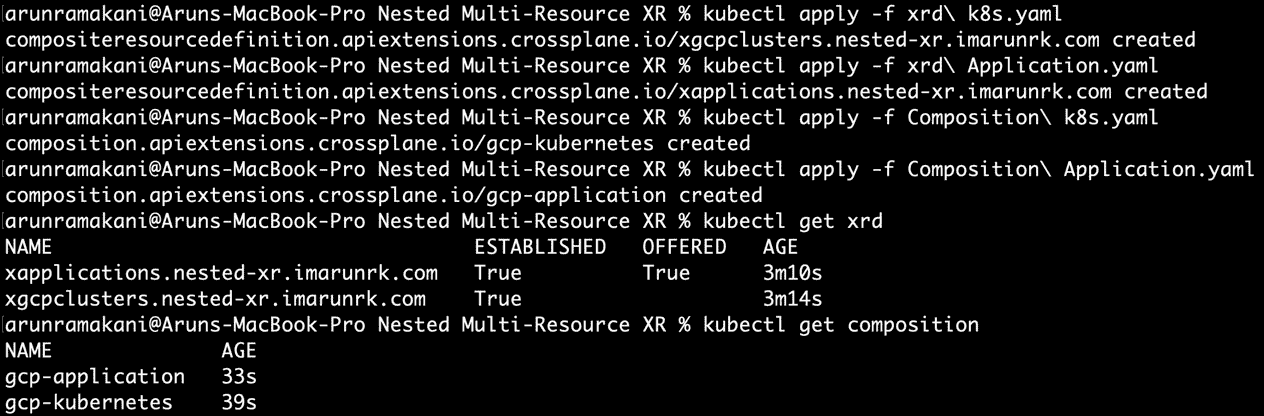 arunramakani@Aruns-MacBook-Pro Nested Multi-Resource XR % kubectl apply -f xrd\ k8s.yaml
compositeresourcedefinition.apiextensions.crossplane.io/xgcpclusters.nested-xr.imarunrk.com created
arunramakani@Aruns-MacBook-Pro Nested Multi-Resource XR % kubectl apply -f xrd\ Application.yaml
compositeresourcedefinition.apiextensions.crossplane.io/xapplications.nested-xr.imarunrk.com created
arunramakani@Aruns-MacBook-Pro Nested Multi-Resource XR % kubectl apply -f Composition\ k8s.yaml
composition.apiextensions.crossplane.io/gcp-kubernetes created
arunramakani@Aruns-MacBook-Pro Nested Multi-Resource XR % kubectl apply -f Composition\ Application.yaml
composition.apiextensions.crossplane.io/gcp-application created
arunramakani@Aruns-MacBook-Pro Nested Multi-Resource XR % kubectl get xrd
NAME ESTABLISHED OFFERED AGE
xapplications.nested-xr.imarunrk.com True True 3m10s
xgcpclusters.nested-xr.imarunrk.com True 3m14s
arunramakani@Aruns-MacBook-Pro Nested Multi-Resource XR % kubectl get composition
NAME AGE
gcp-application 33s
gcp-kubernetes 39s